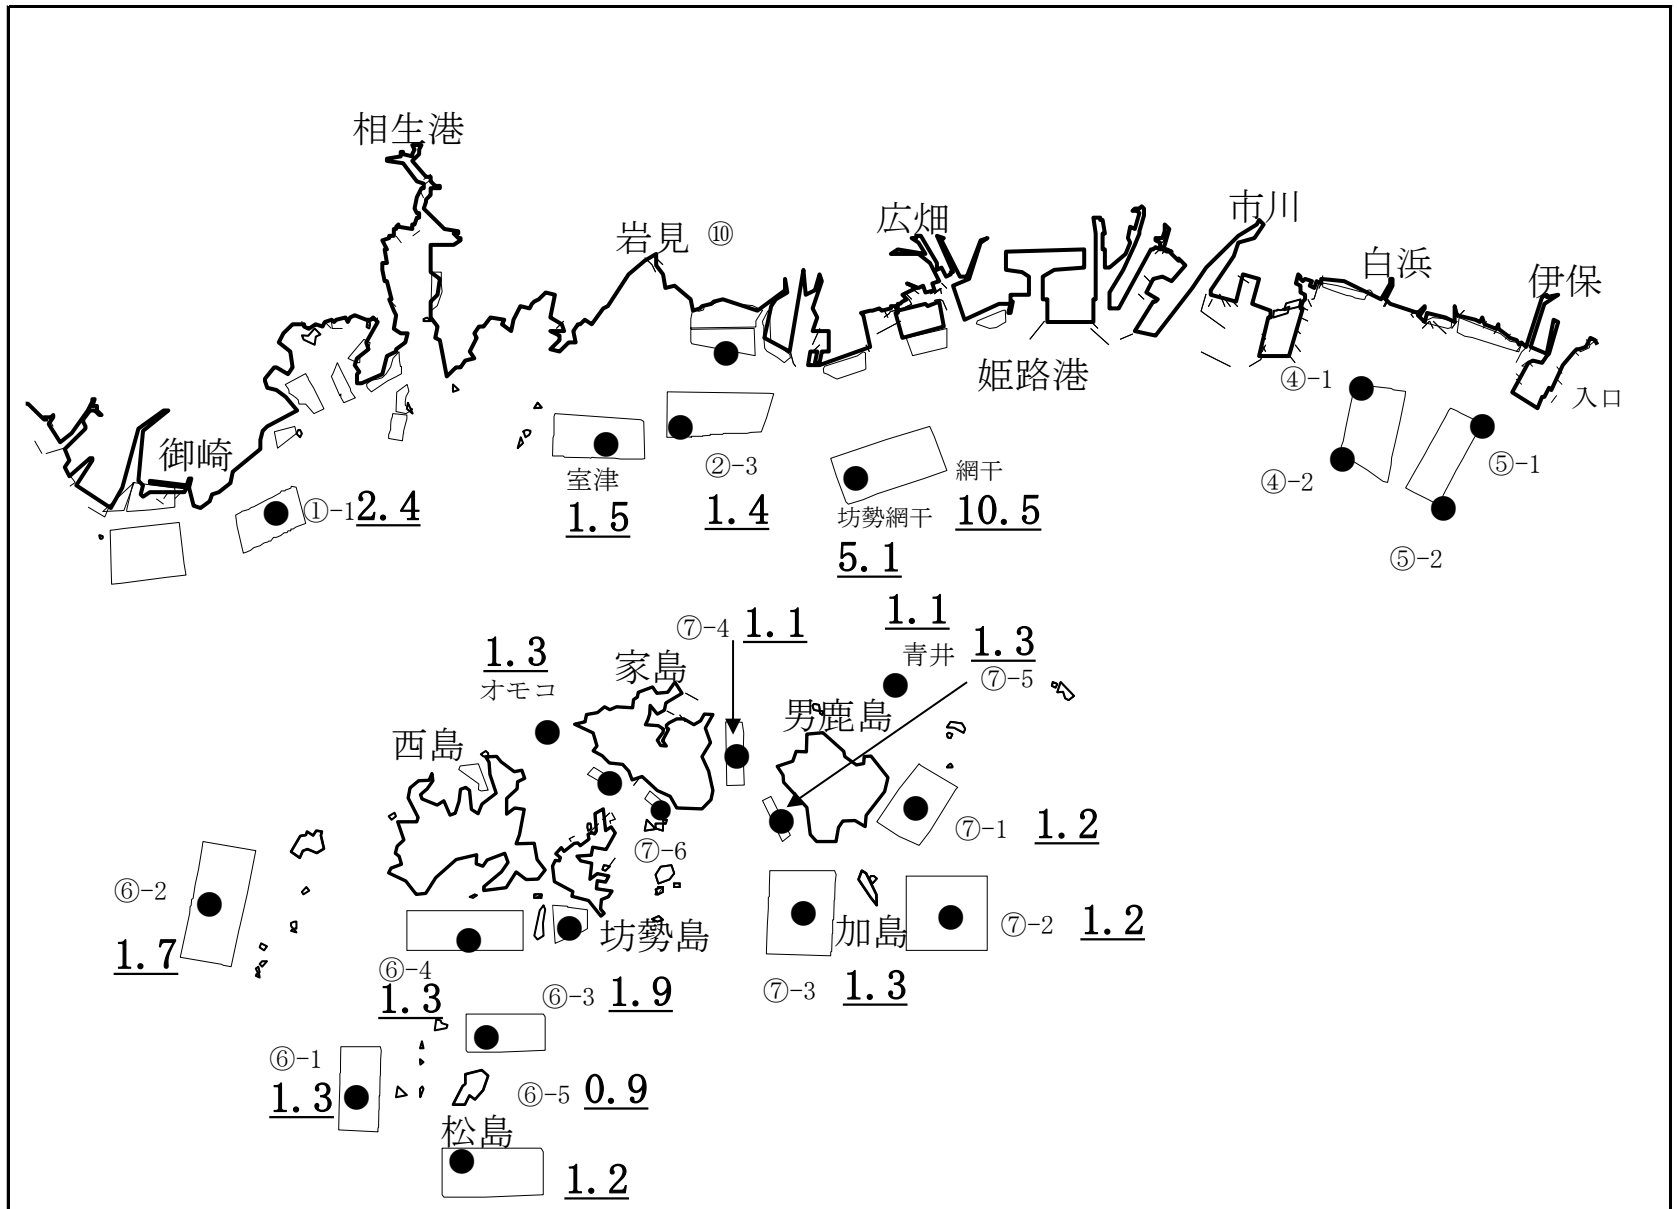 相生港
岩見 ⑩
広畑
市川
白浜
伊保
姫路港
④-1
入口
御崎
①-1 2.4
室津
1.5
②-3
1.4
網干
10.5
坊勢網干
5.1
④-2
⑤-1
⑤-2
⑦-4 1.1
1.1
青井
1.3
⑦-5
1.3
オモコ
家島
男鹿島
西島
⑦-6
⑦-1 1.2
⑥-2
1.7
坊勢島
加島
⑦-2 1.2
⑥-4
1.3
⑥-3 1.9
⑦-3 1.3
⑥-1
1.3
⑥-5 0.9
松島
1.2